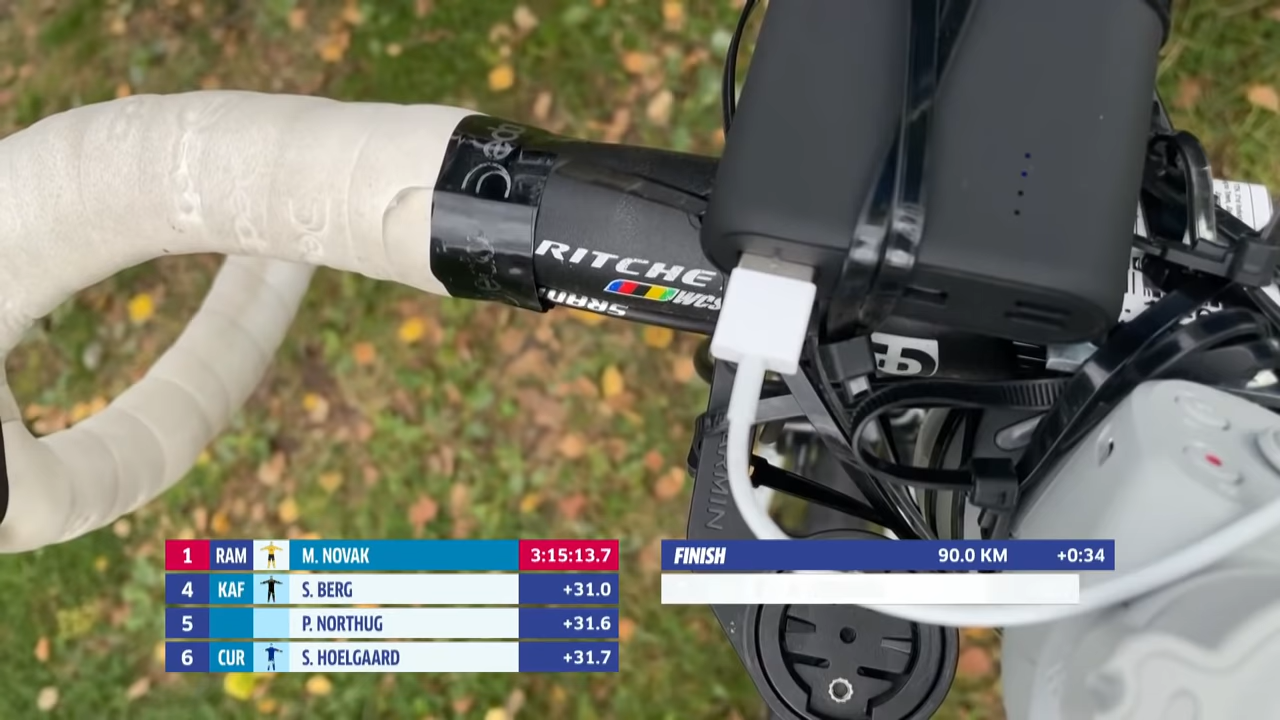 RITCHEY
WCS
SRAM
GARMIN
1 RAM M. NOVAK 3:15:13.7
4 KAF S. BERG +31.0
5 P. NORTHUG +31.6
6 CUR S. HOELGAARD +31.7
FINISH 90.0 KM +0:34